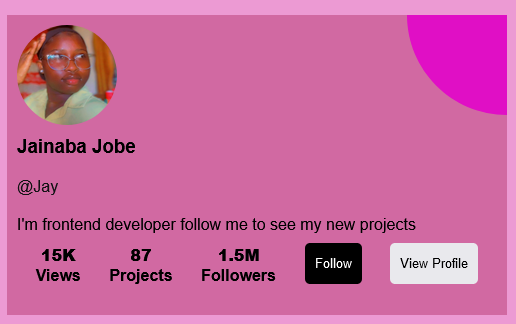 Jainaba Jobe
@Jay
I'm frontend developer follow me to see my new projects
15K 87 1.5M
Views Projects Followers Follow View Profile